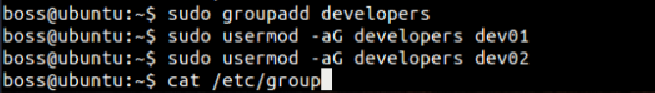 boss@ubuntu:~$ sudo groupadd developers
boss@ubuntu:~$ sudo usermod -aG developers dev01
boss@ubuntu:~$ sudo usermod -aG developers dev02
boss@ubuntu:~$ cat /etc/group